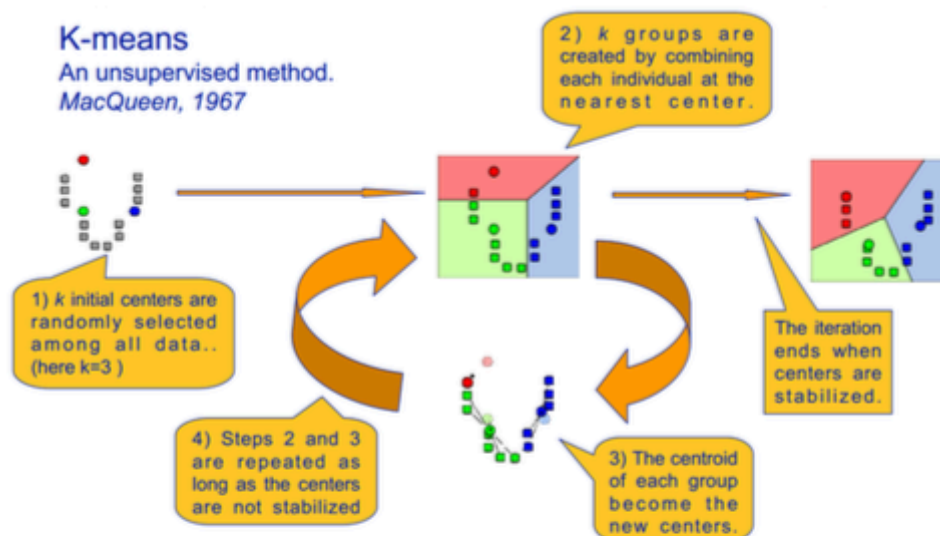 K-means
An unsupervised method.
MacQueen, 1967
2) k groups are
created by combining
each individual at the
nearest center.
1) k initial centers are
randomly selected
among all data..
(here k=3 )
The iteration
ends when
centers are
stabilized.
4) Steps 2 and 3
are repeated as
long as the centers
are not stabilized
3) The centroid
of each group
become the
new centers.